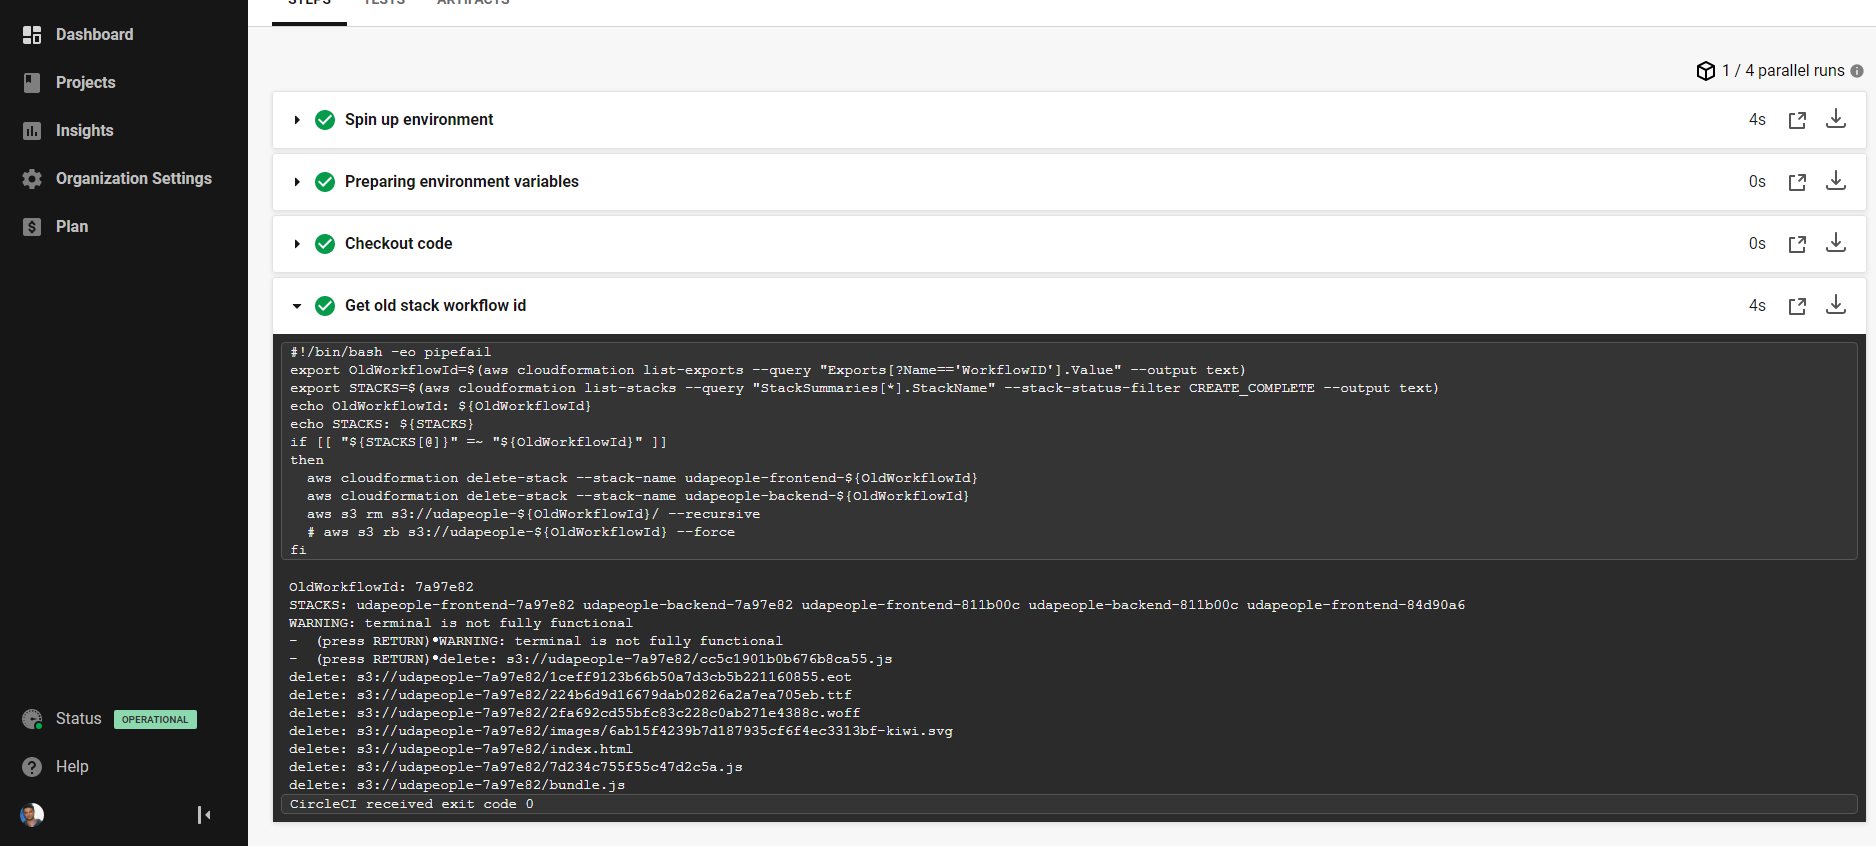 STEPS TESTS ARTIFACTS
Dashboard
Projects
Insights
Organization Settings
Plan
Status OPERATIONAL
Help
1 / 4 parallel runs
Spin up environment 4s
Preparing environment variables 0s
Checkout code 0s
Get old stack workflow id 4s
#!/bin/bash -eo pipefail
export OldWorkflowId=$(aws cloudformation list-exports --query "Exports[?Name=='WorkflowID'].Value" --output text)
export STACKS=$(aws cloudformation list-stacks --query "StackSummaries[*].StackName" --stack-status-filter CREATE_COMPLETE --output text)
echo OldWorkflowId: ${OldWorkflowId}
echo STACKS: ${STACKS}
if [[ "${STACKS[@]}" =~ "${OldWorkflowId}" ]]
then
  aws cloudformation delete-stack --stack-name udapeople-frontend-${OldWorkflowId}
  aws cloudformation delete-stack --stack-name udapeople-backend-${OldWorkflowId}
  aws s3 rm s3://udapeople-${OldWorkflowId}/ --recursive
  # aws s3 rb s3://udapeople-${OldWorkflowId} --force
fi
OldWorkflowId: 7a97e82
STACKS: udapeople-frontend-7a97e82 udapeople-backend-7a97e82 udapeople-frontend-811b00c udapeople-backend-811b00c udapeople-frontend-84d90a6
WARNING: terminal is not fully functional
-  (press RETURN)•WARNING: terminal is not fully functional
-  (press RETURN)•delete: s3://udapeople-7a97e82/cc5c1901b0b676b8ca55.js
delete: s3://udapeople-7a97e82/1ceff9123b66b50a7d3cb5b221160855.eot
delete: s3://udapeople-7a97e82/224b6d9d16679dab02826a2a7ea705eb.ttf
delete: s3://udapeople-7a97e82/2fa692cd55bfc83c228c0ab271e4388c.woff
delete: s3://udapeople-7a97e82/images/6ab15f4239b7d187935cf6f4ec3313bf-kiwi.svg
delete: s3://udapeople-7a97e82/index.html
delete: s3://udapeople-7a97e82/7d234c755f55c47d2c5a.js
delete: s3://udapeople-7a97e82/bundle.js
CircleCI received exit code 0